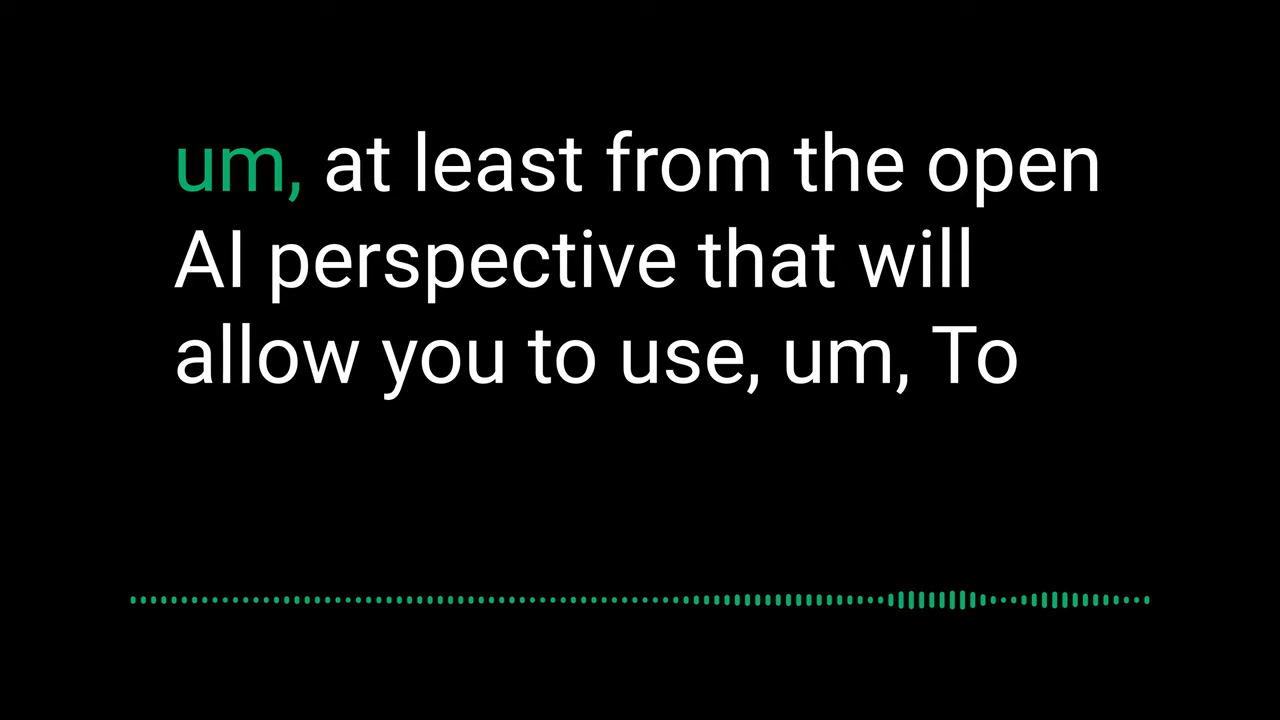 um, at least from the open
AI perspective that will
allow you to use, um, To